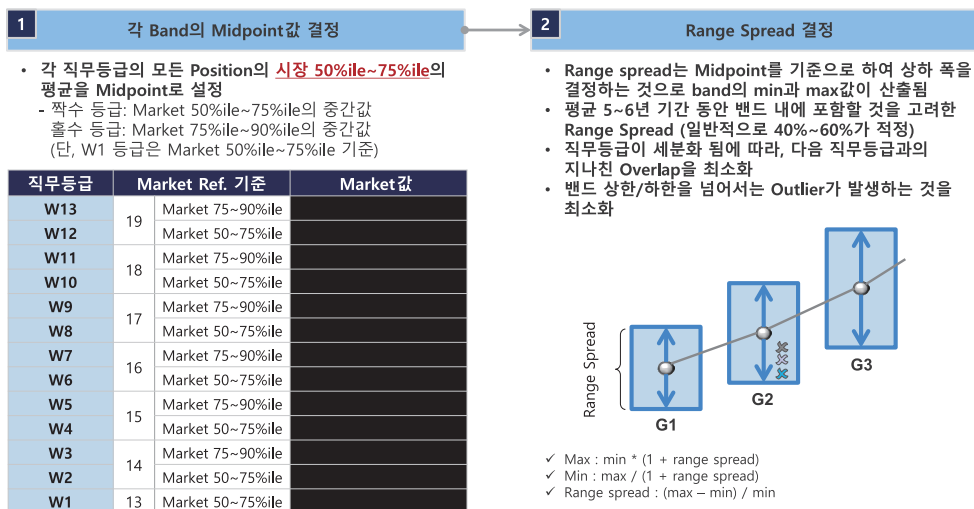 1
각 Band의 Midpoint값 결정
• 각 직무등급의 모든 Position의 시장 50%ile~75%ile의
평균을 Midpoint로 설정
- 짝수 등급: Market 50%ile~75%ile의 중간값
홀수 등급: Market 75%ile~90%ile의 중간값
(단, W1 등급은 Market 50%ile~75%ile 기준)
직무등급 Market Ref. 기준 Market값
W13 19 Market 75~90%ile
W12 Market 50~75%ile
W11 18 Market 75~90%ile
W10 Market 50~75%ile
W9 17 Market 75~90%ile
W8 Market 50~75%ile
W7 16 Market 75~90%ile
W6 Market 50~75%ile
W5 15 Market 75~90%ile
W4 Market 50~75%ile
W3 14 Market 75~90%ile
W2 Market 50~75%ile
W1 13 Market 50~75%ile
2
Range Spread 결정
• Range spread는 Midpoint를 기준으로 하여 상하 폭을
결정하는 것으로 band의 min과 max값이 산출됨
• 평균 5~6년 기간 동안 밴드 내에 포함할 것을 고려한
Range Spread (일반적으로 40%~60%가 적정)
• 직무등급이 세분화 됨에 따라, 다음 직무등급과의
지나친 Overlap을 최소화
• 밴드 상한/하한을 넘어서는 Outlier가 발생하는 것을
최소화
Range Spread
G1
G2
G3
✓ Max : min * (1 + range spread)
✓ Min : max / (1 + range spread)
✓ Range spread : (max – min) / min